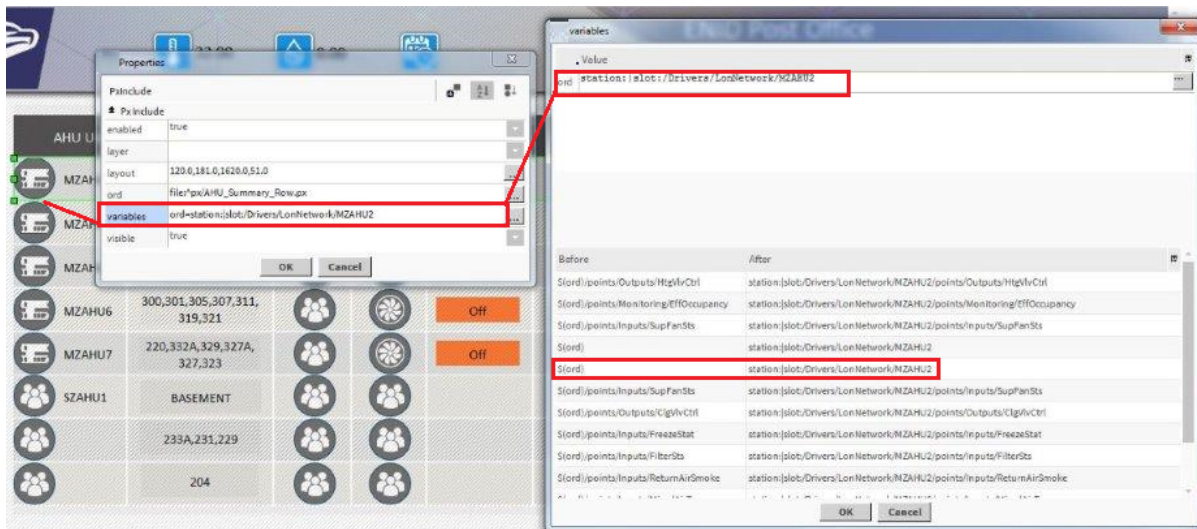 ENID Post Office
Properties
PxInclude
PxInclude
enabled true
layer
layout 120.0,181.0,1620.0,51.0
ord file:^px/AHU_Summary_Row.px
variables ord=station:|slot:/Drivers/LonNetwork/MZAHU2
visible true
OK Cancel
AHU U
MZAH
MZAH
MZAH
MZAHU6 300,301,305,307,311,
319,321 Off
MZAHU7 220,332A,329,327A,
327,323 Off
SZAHU1 BASEMENT
233A,231,229
204
variables
Value
ord station:|slot:/Drivers/LonNetwork/MZAHU2
Before After
$(ord)/points/Outputs/HtgVlvCtrl station:|slot:/Drivers/LonNetwork/MZAHU2/points/Outputs/HtgVlvCtrl
$(ord)/points/Monitoring/EffOccupancy station:|slot:/Drivers/LonNetwork/MZAHU2/points/Monitoring/EffOccupancy
$(ord)/points/Inputs/SupFanSts station:|slot:/Drivers/LonNetwork/MZAHU2/points/Inputs/SupFanSts
$(ord) station:|slot:/Drivers/LonNetwork/MZAHU2
$(ord) station:|slot:/Drivers/LonNetwork/MZAHU2
$(ord)/points/Inputs/SupFanSts station:|slot:/Drivers/LonNetwork/MZAHU2/points/Inputs/SupFanSts
$(ord)/points/Outputs/ClgVlvCtrl station:|slot:/Drivers/LonNetwork/MZAHU2/points/Outputs/ClgVlvCtrl
$(ord)/points/Inputs/FreezeStat station:|slot:/Drivers/LonNetwork/MZAHU2/points/Inputs/FreezeStat
$(ord)/points/Inputs/FilterSts station:|slot:/Drivers/LonNetwork/MZAHU2/points/Inputs/FilterSts
$(ord)/points/Inputs/ReturnAirSmoke station:|slot:/Drivers/LonNetwork/MZAHU2/points/Inputs/ReturnAirSmoke
OK Cancel